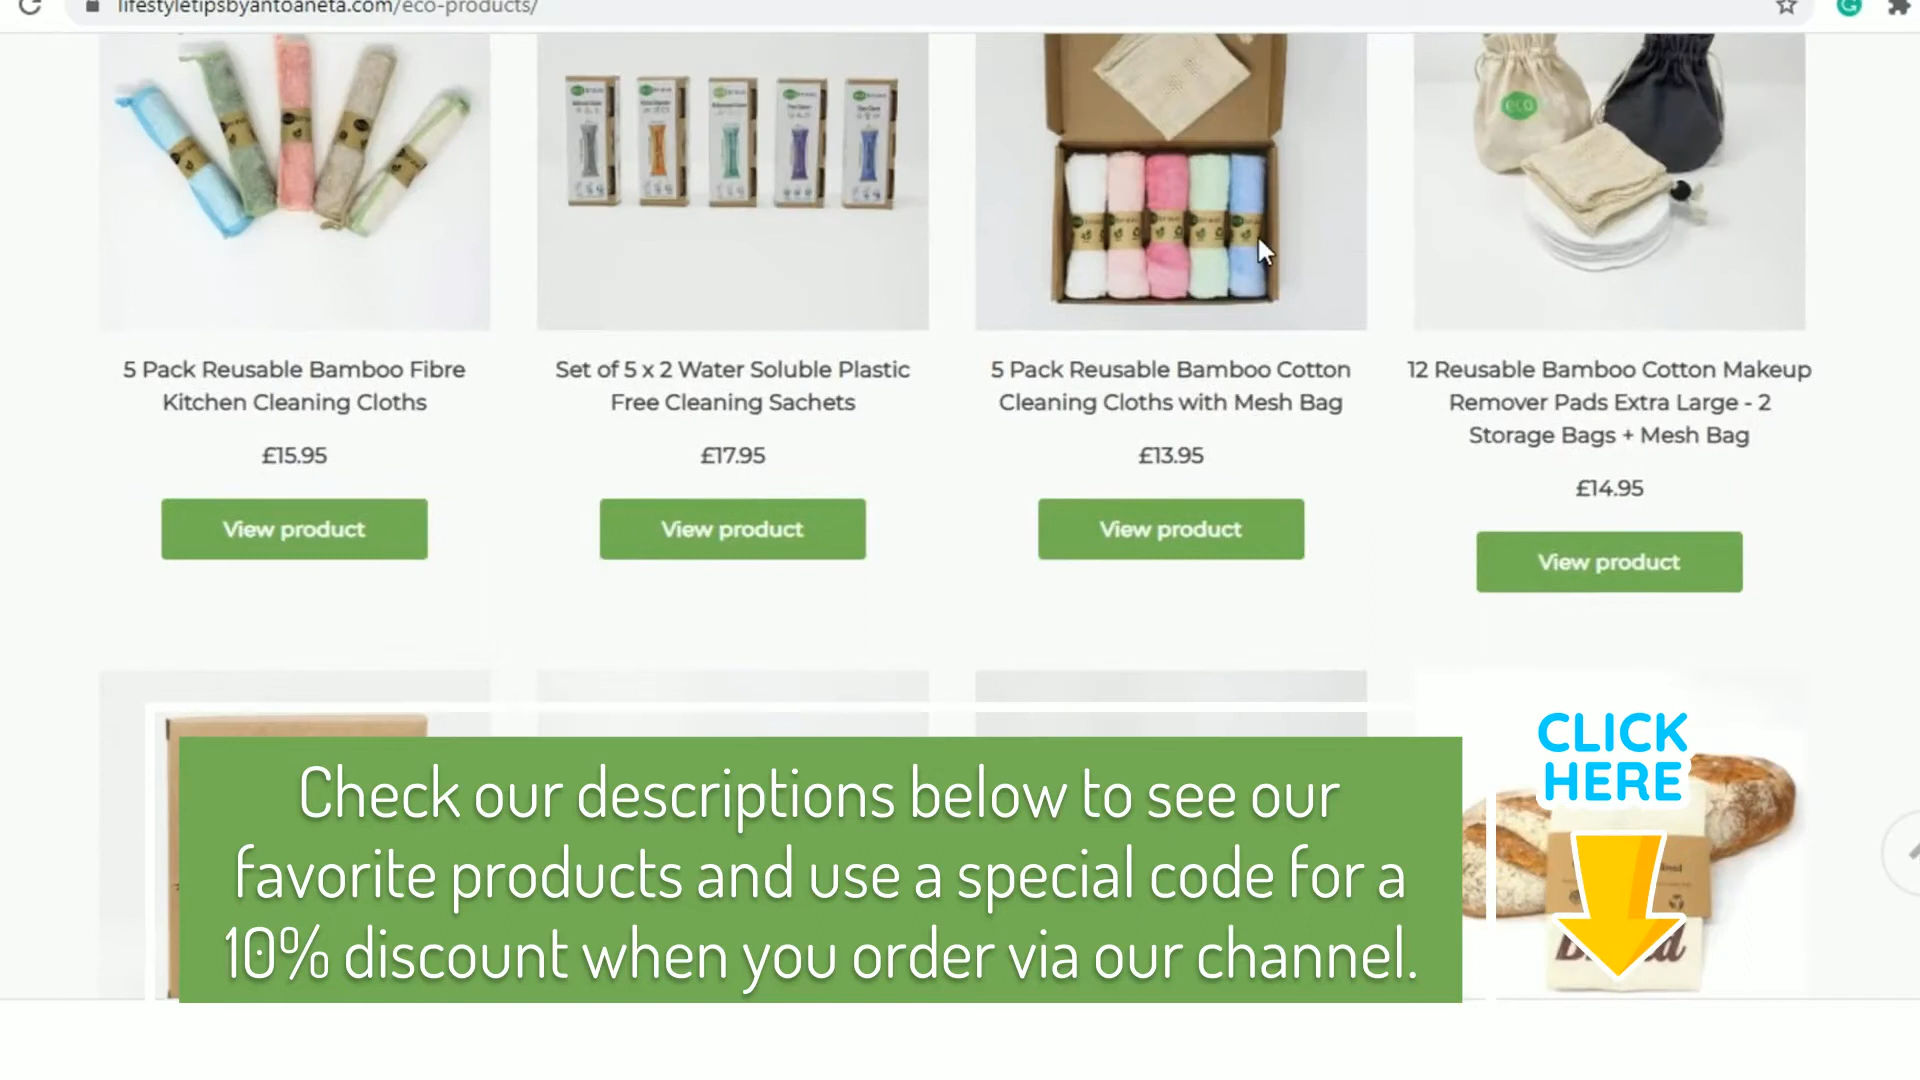 lifestyletipsbyantoaneta.com/eco-products/
eco
5 Pack Reusable Bamboo Fibre
Kitchen Cleaning Cloths
£15.95
View product
Set of 5 x 2 Water Soluble Plastic
Free Cleaning Sachets
£17.95
View product
5 Pack Reusable Bamboo Cotton
Cleaning Cloths with Mesh Bag
£13.95
View product
12 Reusable Bamboo Cotton Makeup
Remover Pads Extra Large - 2
Storage Bags + Mesh Bag
£14.95
View product
Check our descriptions below to see our
favorite products and use a special code for a
10% discount when you order via our channel.
CLICK
HERE